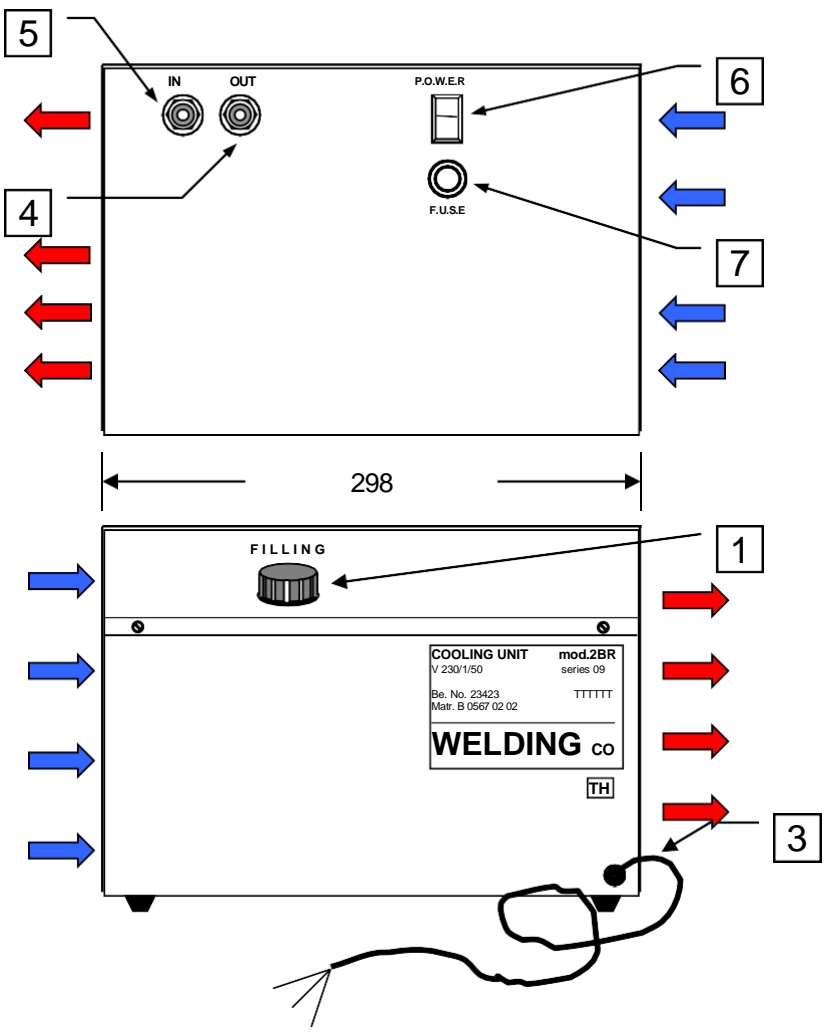 5
IN OUT P.O.W.E.R
6
4
F.U.S.E
7
298
FILLING
1
COOLING UNIT mod.2BR
V 230/1/50 series 09
Be. No. 23423 TTTTTT
Matr. B 0567 02 02
WELDING CO
TH
3